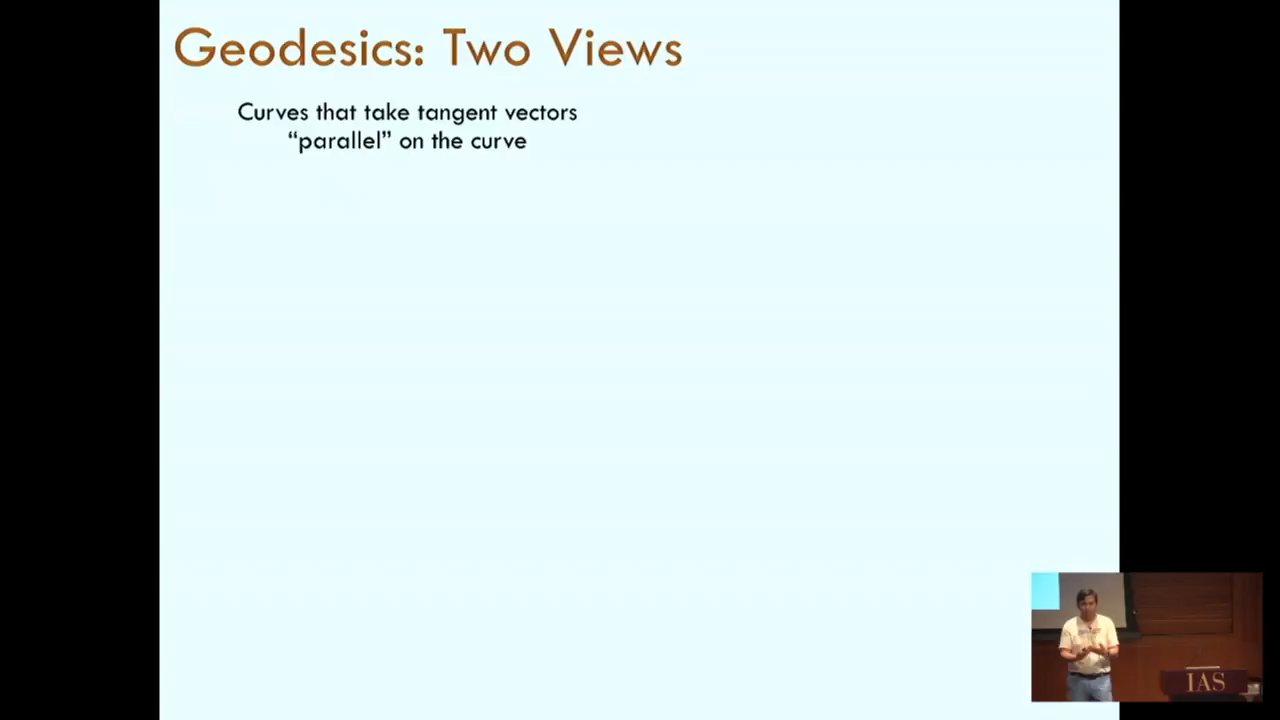 Geodesics: Two Views
Curves that take tangent vectors
“parallel” on the curve
IAS